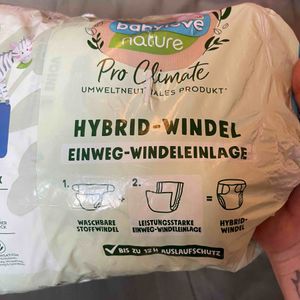 babylove
nature
Pro Climate
UMWELTNEUTRALES PRODUKT*
HYBRID-WINDEL
EINWEG-WINDELEINLAGE
1. + 2. =
WASCHBARE
STOFFWINDEL
LEISTUNGSSTARKE
EINWEG-WINDELEINLAGE
HYBRID-
WINDEL
✓ BIS ZU 12 H AUSLAUFSCHUTZ